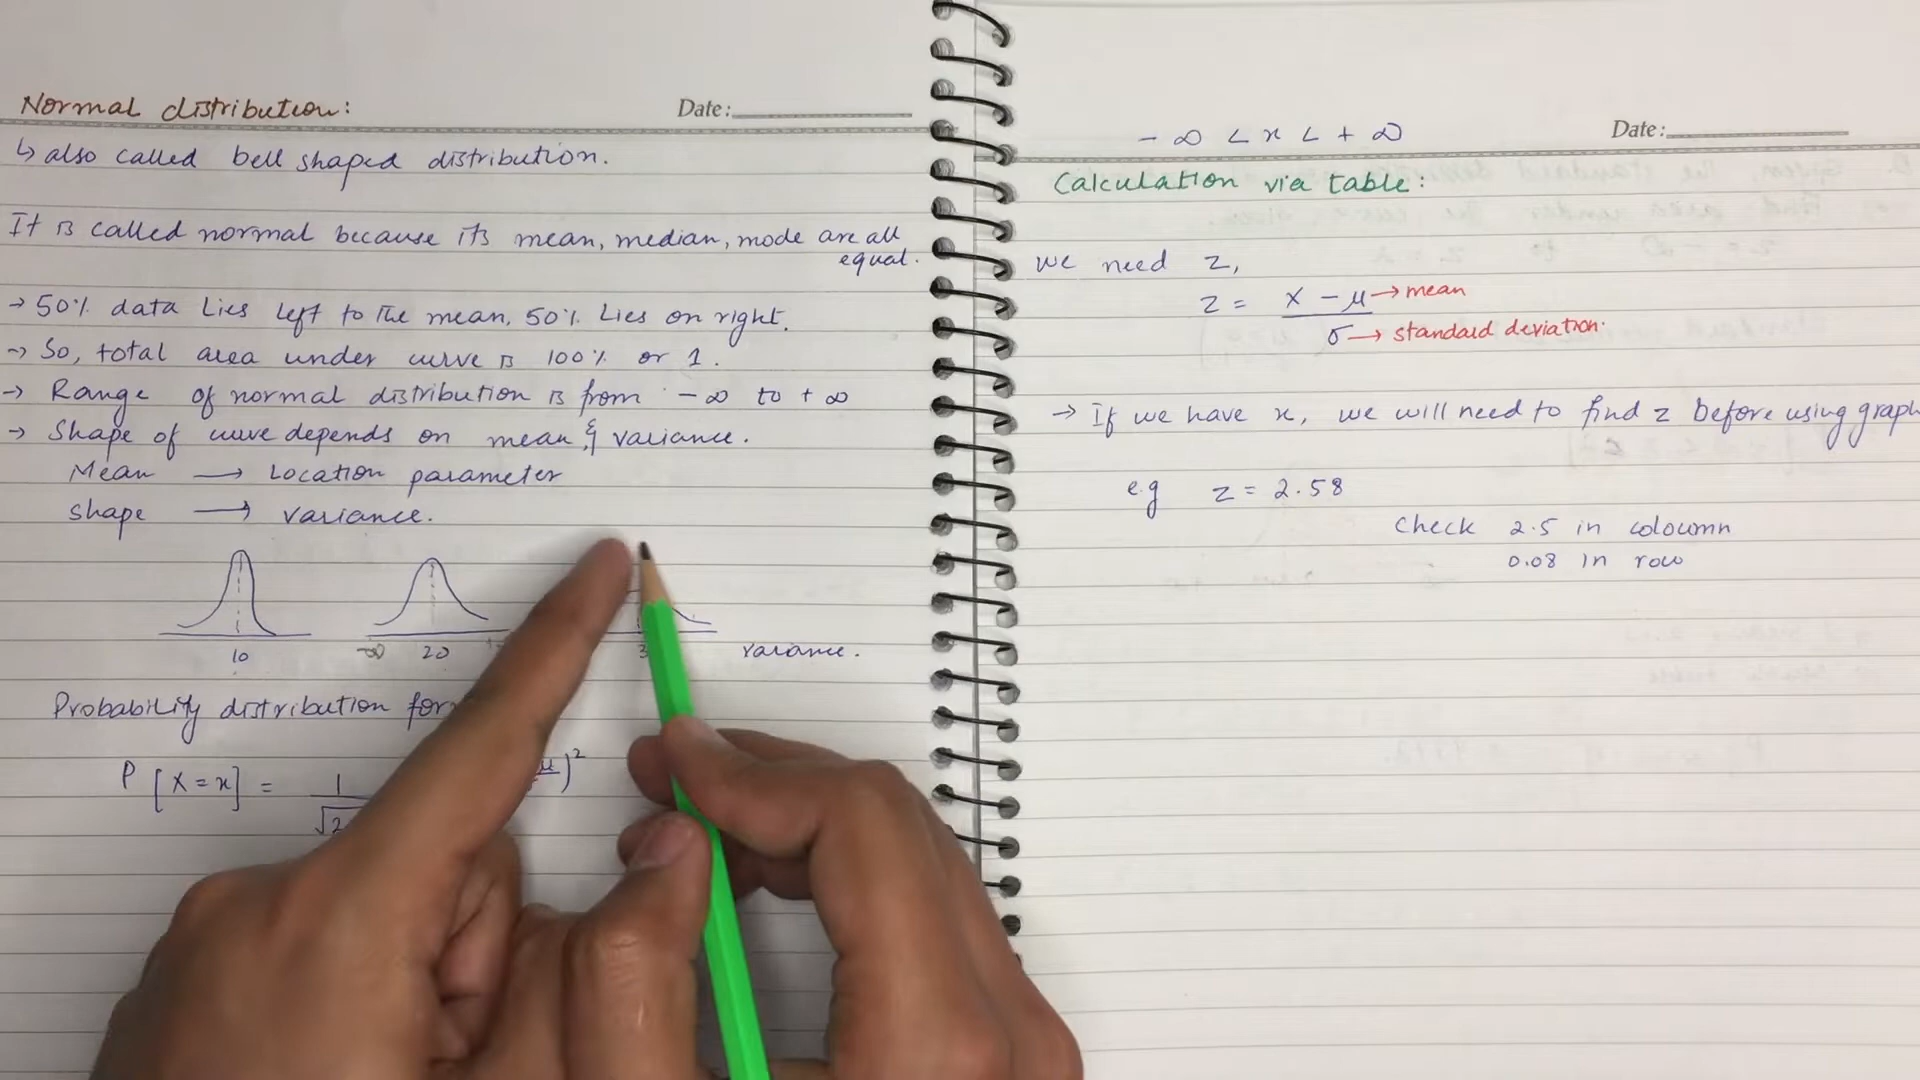 Normal distribution:
Date:
↳ also called bell shaped distribution.
It is called normal because its mean, median, mode are all
equal.
→ 50% data lies left to the mean, 50% lies on right.
→ So, total area under curve is 100% or 1.
→ Range of normal distribution is from -∞ to +∞
→ Shape of curve depends on mean & variance.
Mean → Location parameter
shape → variance.
10
-∞ 20
3
variance.
Probability distribution
P [X=x] = 1
√2
μ )²
-∞ < x < +∞
Date:
Calculation via table:
we need z,
z = x - μ → mean
σ → standard deviation.
→ If we have x, we will need to find z before using graph
e.g z = 2.58
Check 2.5 in coloumn
0.08 in row